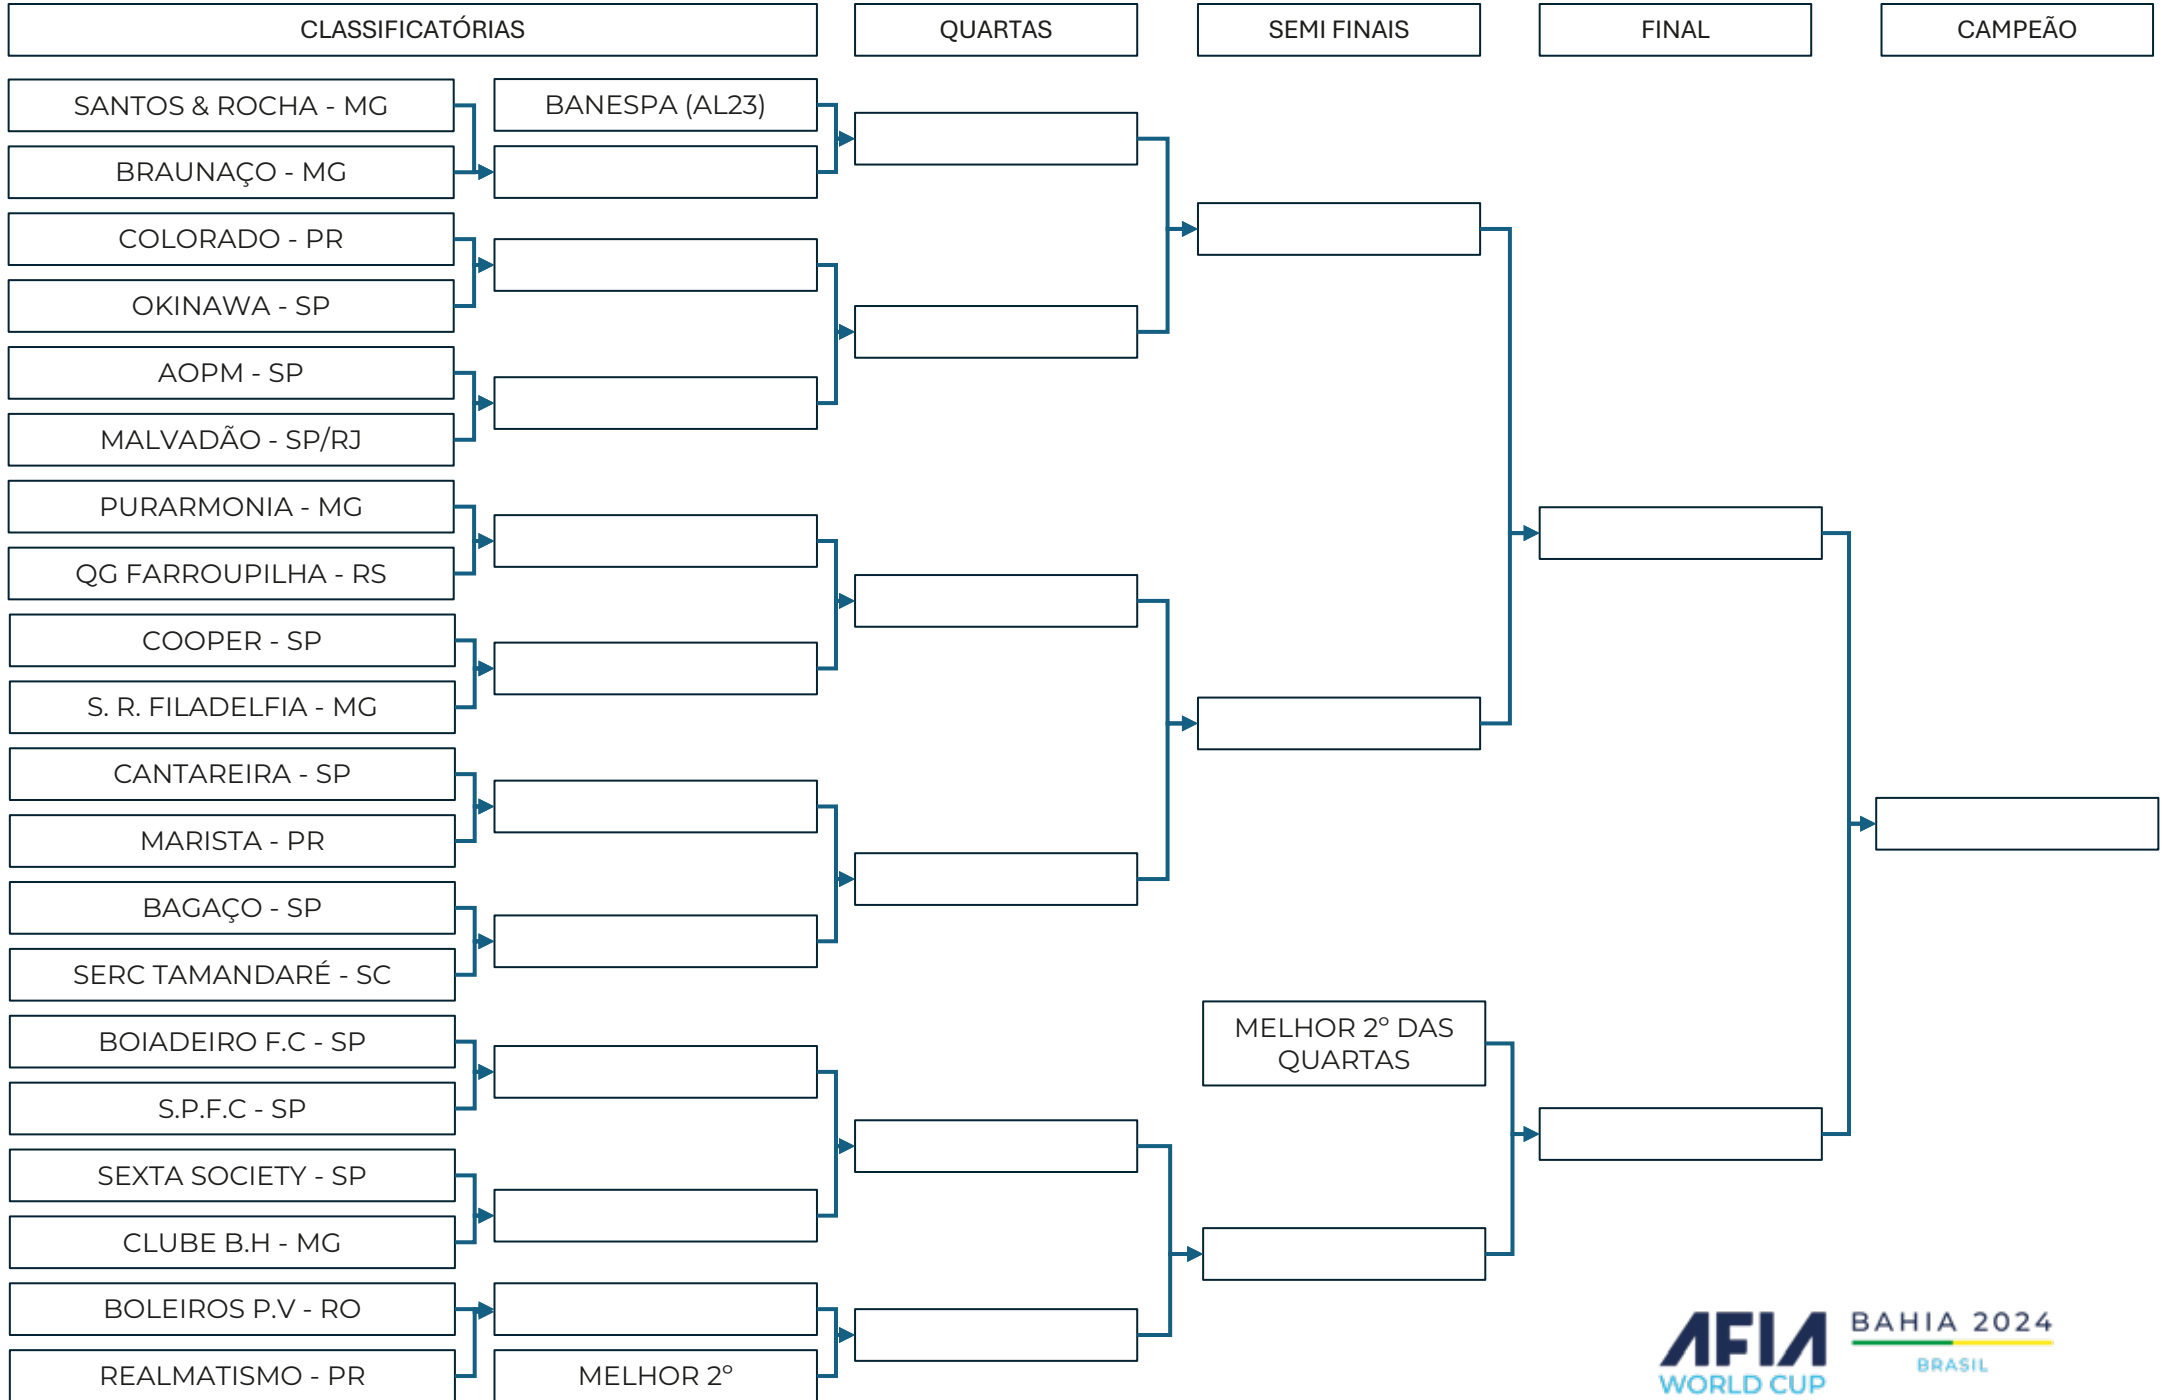 CLASSIFICATÓRIAS
QUARTAS
SEMI FINAIS
FINAL
CAMPEÃO
SANTOS & ROCHA - MG
BANESPA (AL23)
BRAUNAÇO - MG
COLORADO - PR
OKINAWA - SP
AOPM - SP
MALVADÃO - SP/RJ
PURARMONIA - MG
QG FARROUPILHA - RS
COOPER - SP
S. R. FILADELFIA - MG
CANTAREIRA - SP
MARISTA - PR
BAGAÇO - SP
SERC TAMANDARÉ - SC
BOIADEIRO F.C - SP
MELHOR 2º DAS
QUARTAS
S.P.F.C - SP
SEXTA SOCIETY - SP
CLUBE B.H - MG
BOLEIROS P.V - RO
REALMATISMO - PR
MELHOR 2º
AFIA
WORLD CUP
BAHIA 2024
BRASIL